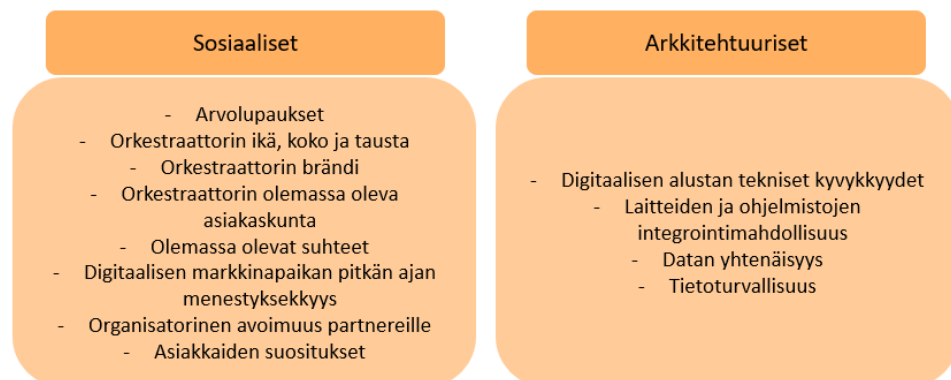 Sosiaaliset
- Arvolupaukset
- Orkestraattorin ikä, koko ja tausta
- Orkestraattorin brändi
- Orkestraattorin olemassa oleva
asiakaskunta
- Olemassa olevat suhteet
- Digitaalisen markkinapaikan pitkän ajan
menestyksekkyys
- Organisatorinen avoimuus partnereille
- Asiakkaiden suositukset
Arkkitehtuuriset
- Digitaalisen alustan tekniset kyvykkyydet
- Laitteiden ja ohjelmistojen
integrointimahdollisuus
- Datan yhtenäisyys
- Tietoturvallisuus